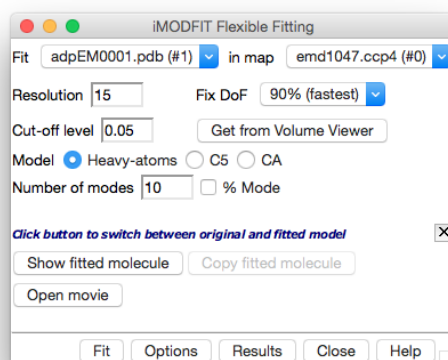 iMODFIT Flexible Fitting
Fit adpEM0001.pdb (#1) in map emd1047.ccp4 (#0)
Resolution 15 Fix DoF 90% (fastest)
Cut-off level 0.05 Get from Volume Viewer
Model Heavy-atoms C5 CA
Number of modes 10 % Mode
Click button to switch between original and fitted model
Show fitted molecule Copy fitted molecule
Open movie
Fit Options Results Close Help